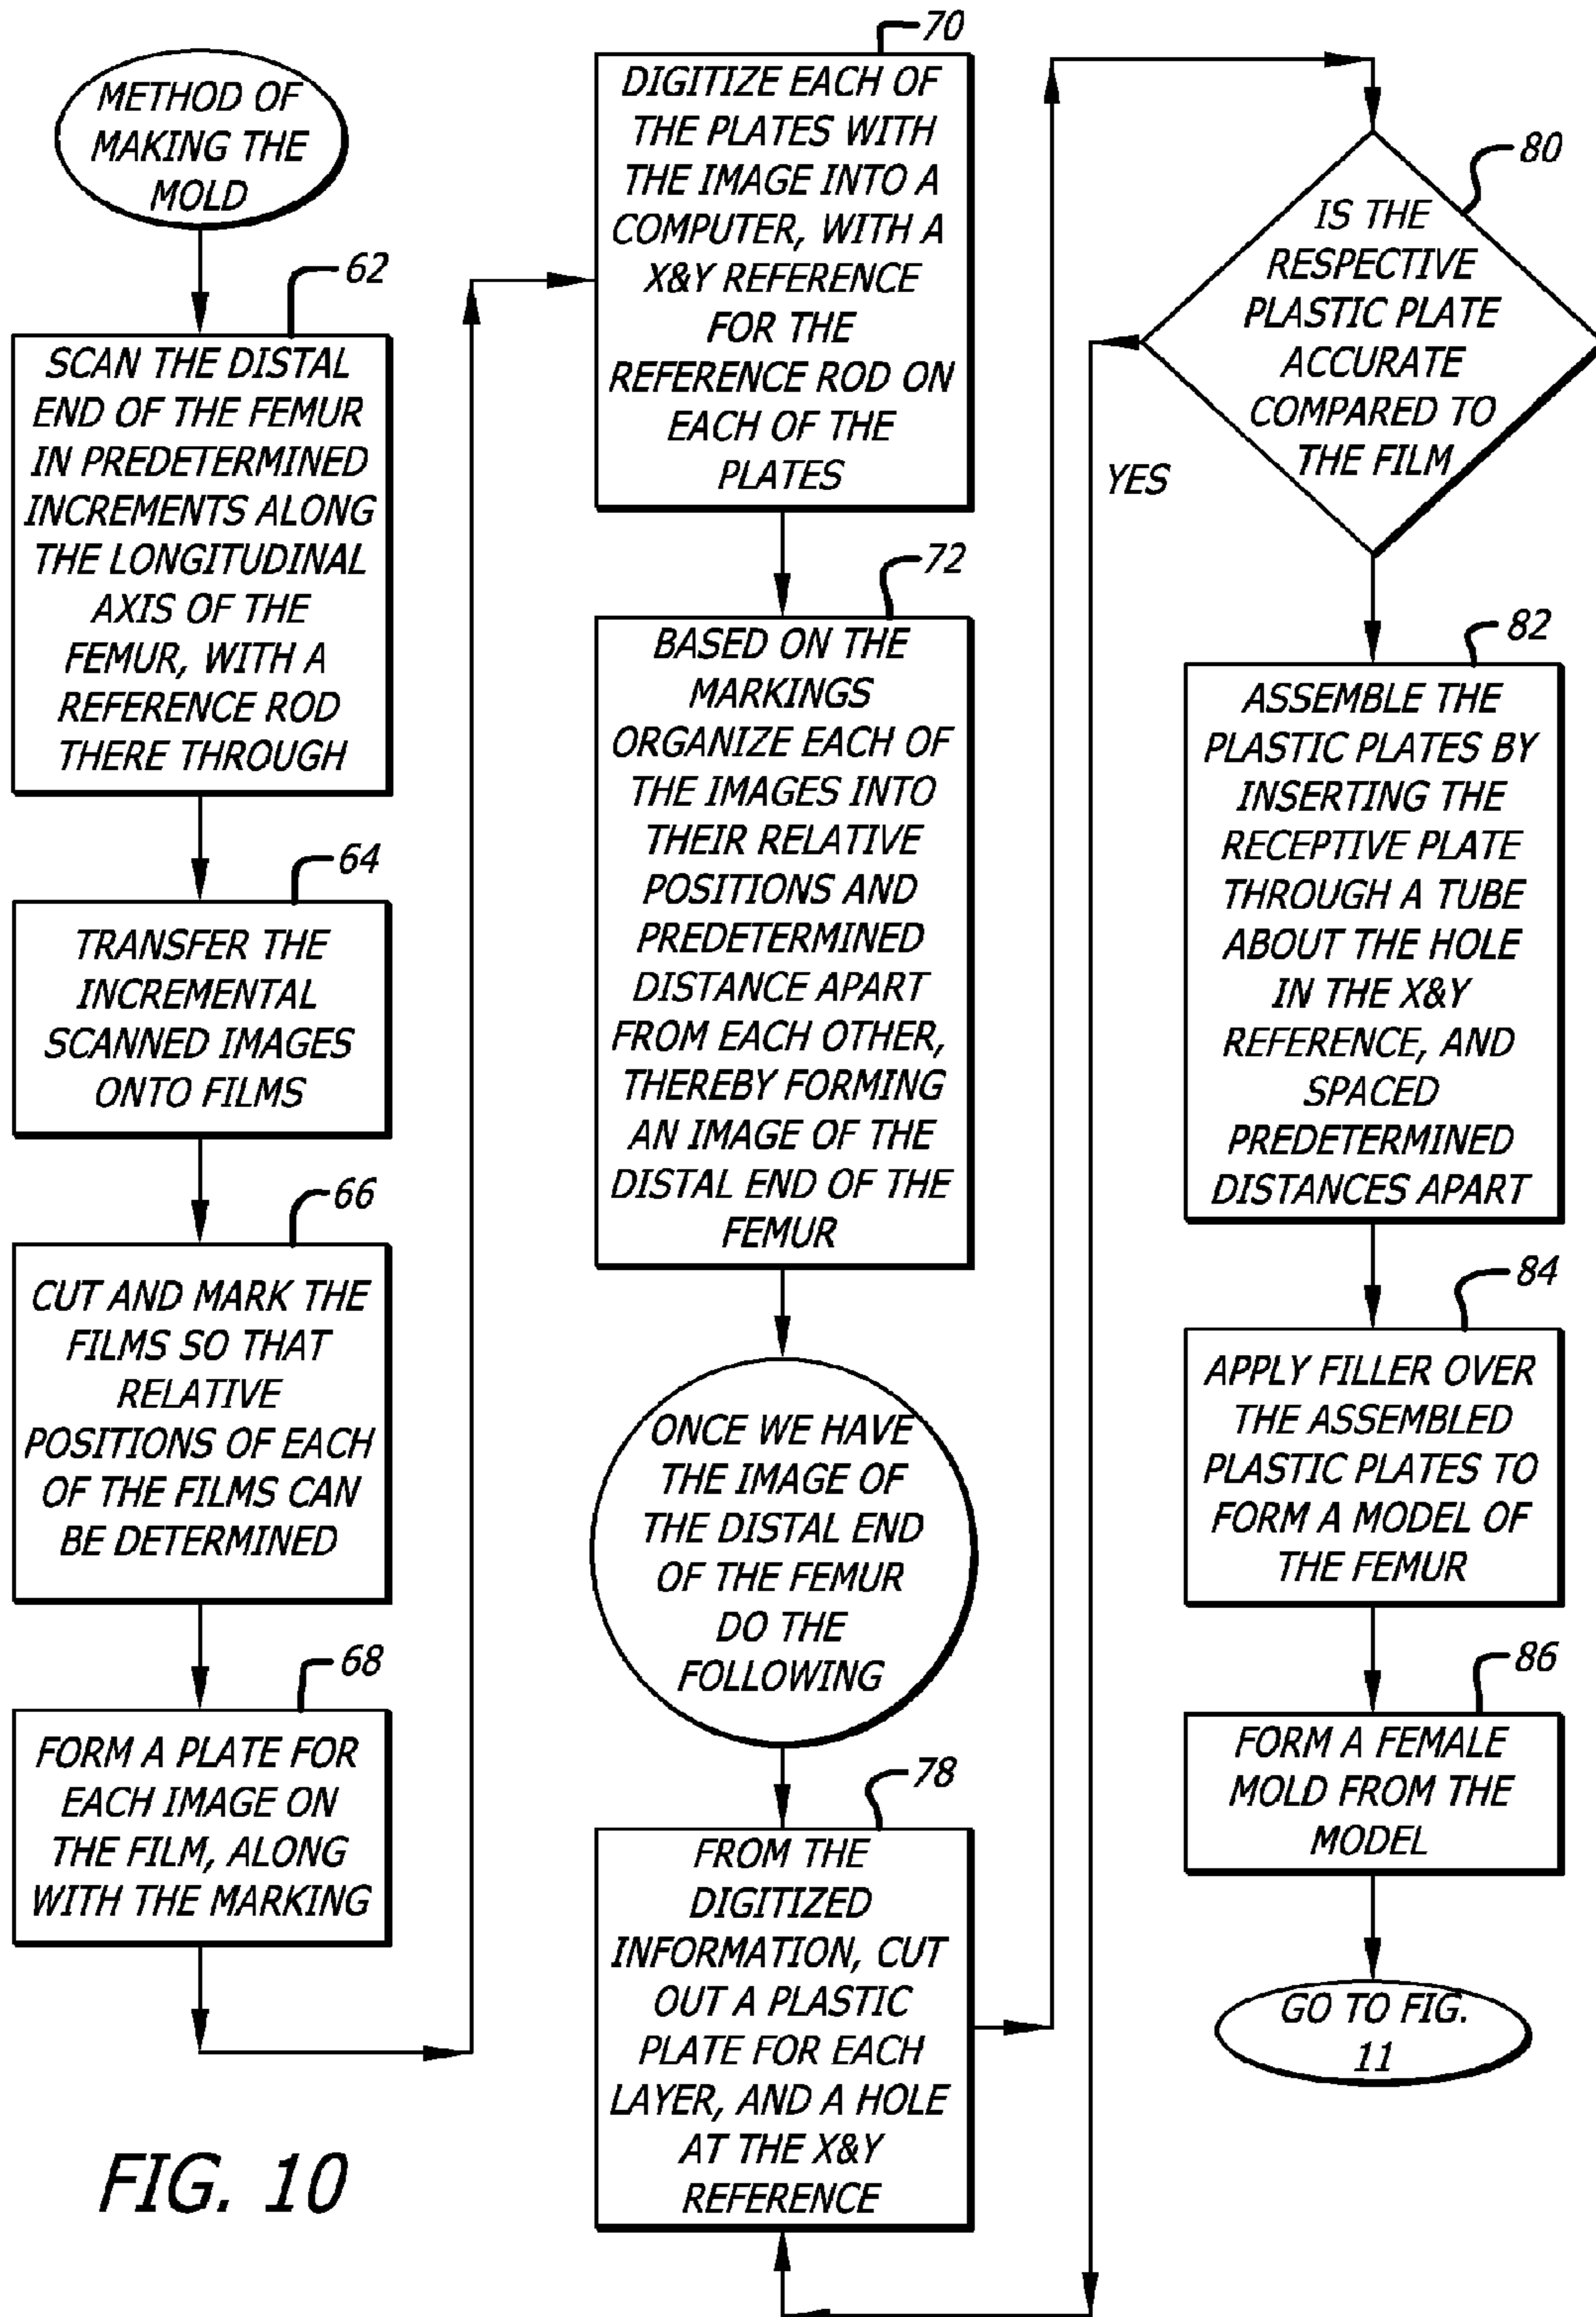 METHOD OF
MAKING THE
MOLD
62
SCAN THE DISTAL
END OF THE FEMUR
IN PREDETERMINED
INCREMENTS ALONG
THE LONGITUDINAL
AXIS OF THE
FEMUR, WITH A
REFERENCE ROD
THERE THROUGH
64
TRANSFER THE
INCREMENTAL
SCANNED IMAGES
ONTO FILMS
66
CUT AND MARK THE
FILMS SO THAT
RELATIVE
POSITIONS OF EACH
OF THE FILMS CAN
BE DETERMINED
68
FORM A PLATE FOR
EACH IMAGE ON
THE FILM, ALONG
WITH THE MARKING
70
DIGITIZE EACH OF
THE PLATES WITH
THE IMAGE INTO A
COMPUTER, WITH A
X&Y REFERENCE
FOR THE
REFERENCE ROD ON
EACH OF THE
PLATES
72
BASED ON THE
MARKINGS
ORGANIZE EACH OF
THE IMAGES INTO
THEIR RELATIVE
POSITIONS AND
PREDETERMINED
DISTANCE APART
FROM EACH OTHER,
THEREBY FORMING
AN IMAGE OF THE
DISTAL END OF THE
FEMUR
ONCE WE HAVE
THE IMAGE OF
THE DISTAL END
OF THE FEMUR
DO THE
FOLLOWING
78
FROM THE
DIGITIZED
INFORMATION, CUT
OUT A PLASTIC
PLATE FOR EACH
LAYER, AND A HOLE
AT THE X&Y
REFERENCE
80
IS THE
RESPECTIVE
PLASTIC PLATE
ACCURATE
COMPARED TO
THE FILM
YES
82
ASSEMBLE THE
PLASTIC PLATES BY
INSERTING THE
RECEPTIVE PLATE
THROUGH A TUBE
ABOUT THE HOLE
IN THE X&Y
REFERENCE, AND
SPACED
PREDETERMINED
DISTANCES APART
84
APPLY FILLER OVER
THE ASSEMBLED
PLASTIC PLATES TO
FORM A MODEL OF
THE FEMUR
86
FORM A FEMALE
MOLD FROM THE
MODEL
GO TO FIG.
11
FIG. 10